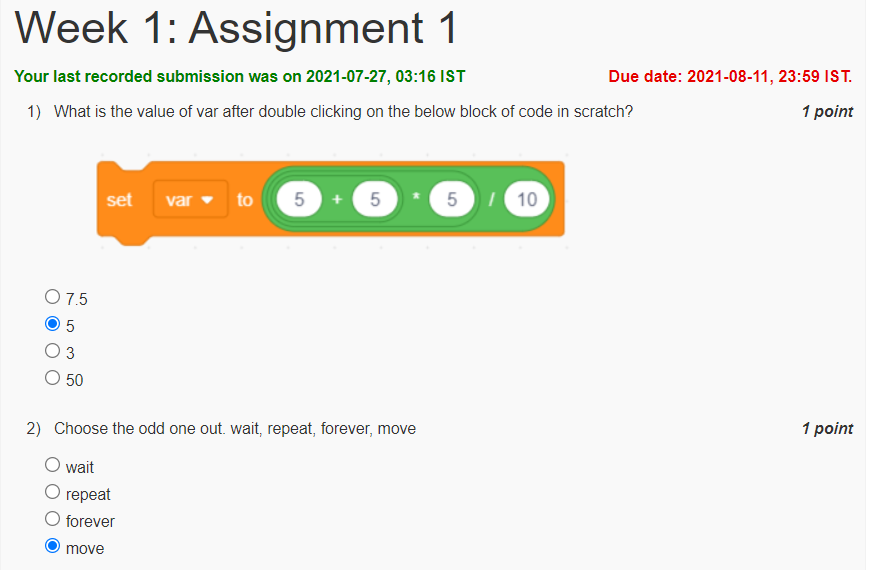 Week 1: Assignment 1
Your last recorded submission was on 2021-07-27, 03:16 IST Due date: 2021-08-11, 23:59 IST.
1) What is the value of var after double clicking on the below block of code in scratch? 1 point
set var to 5 + 5 * 5 / 10
7.5
5
3
50
2) Choose the odd one out. wait, repeat, forever, move 1 point
wait
repeat
forever
move